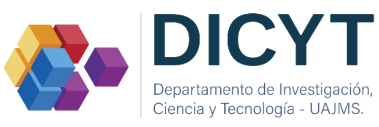 DICYT
Departamento de Investigación,
Ciencia y Tecnología - UAJMS.